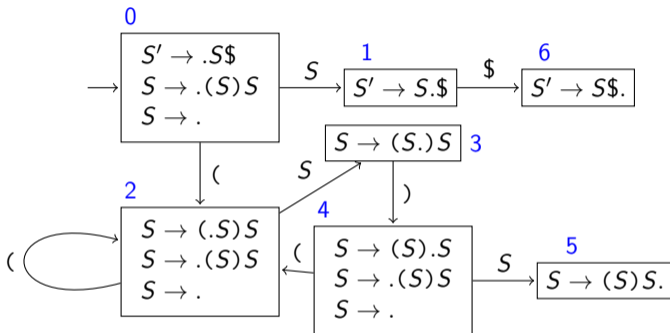 0
S′ → .S$
S → .(S)S
S → .
S
1
S′ → S.$
$
6
S′ → S$.
(
S
S → (S.)S
3
)
2
S → (.S)S
S → .(S)S
S → .
(
(
4
S → (S).S
S → .(S)S
S → .
S
5
S → (S)S.